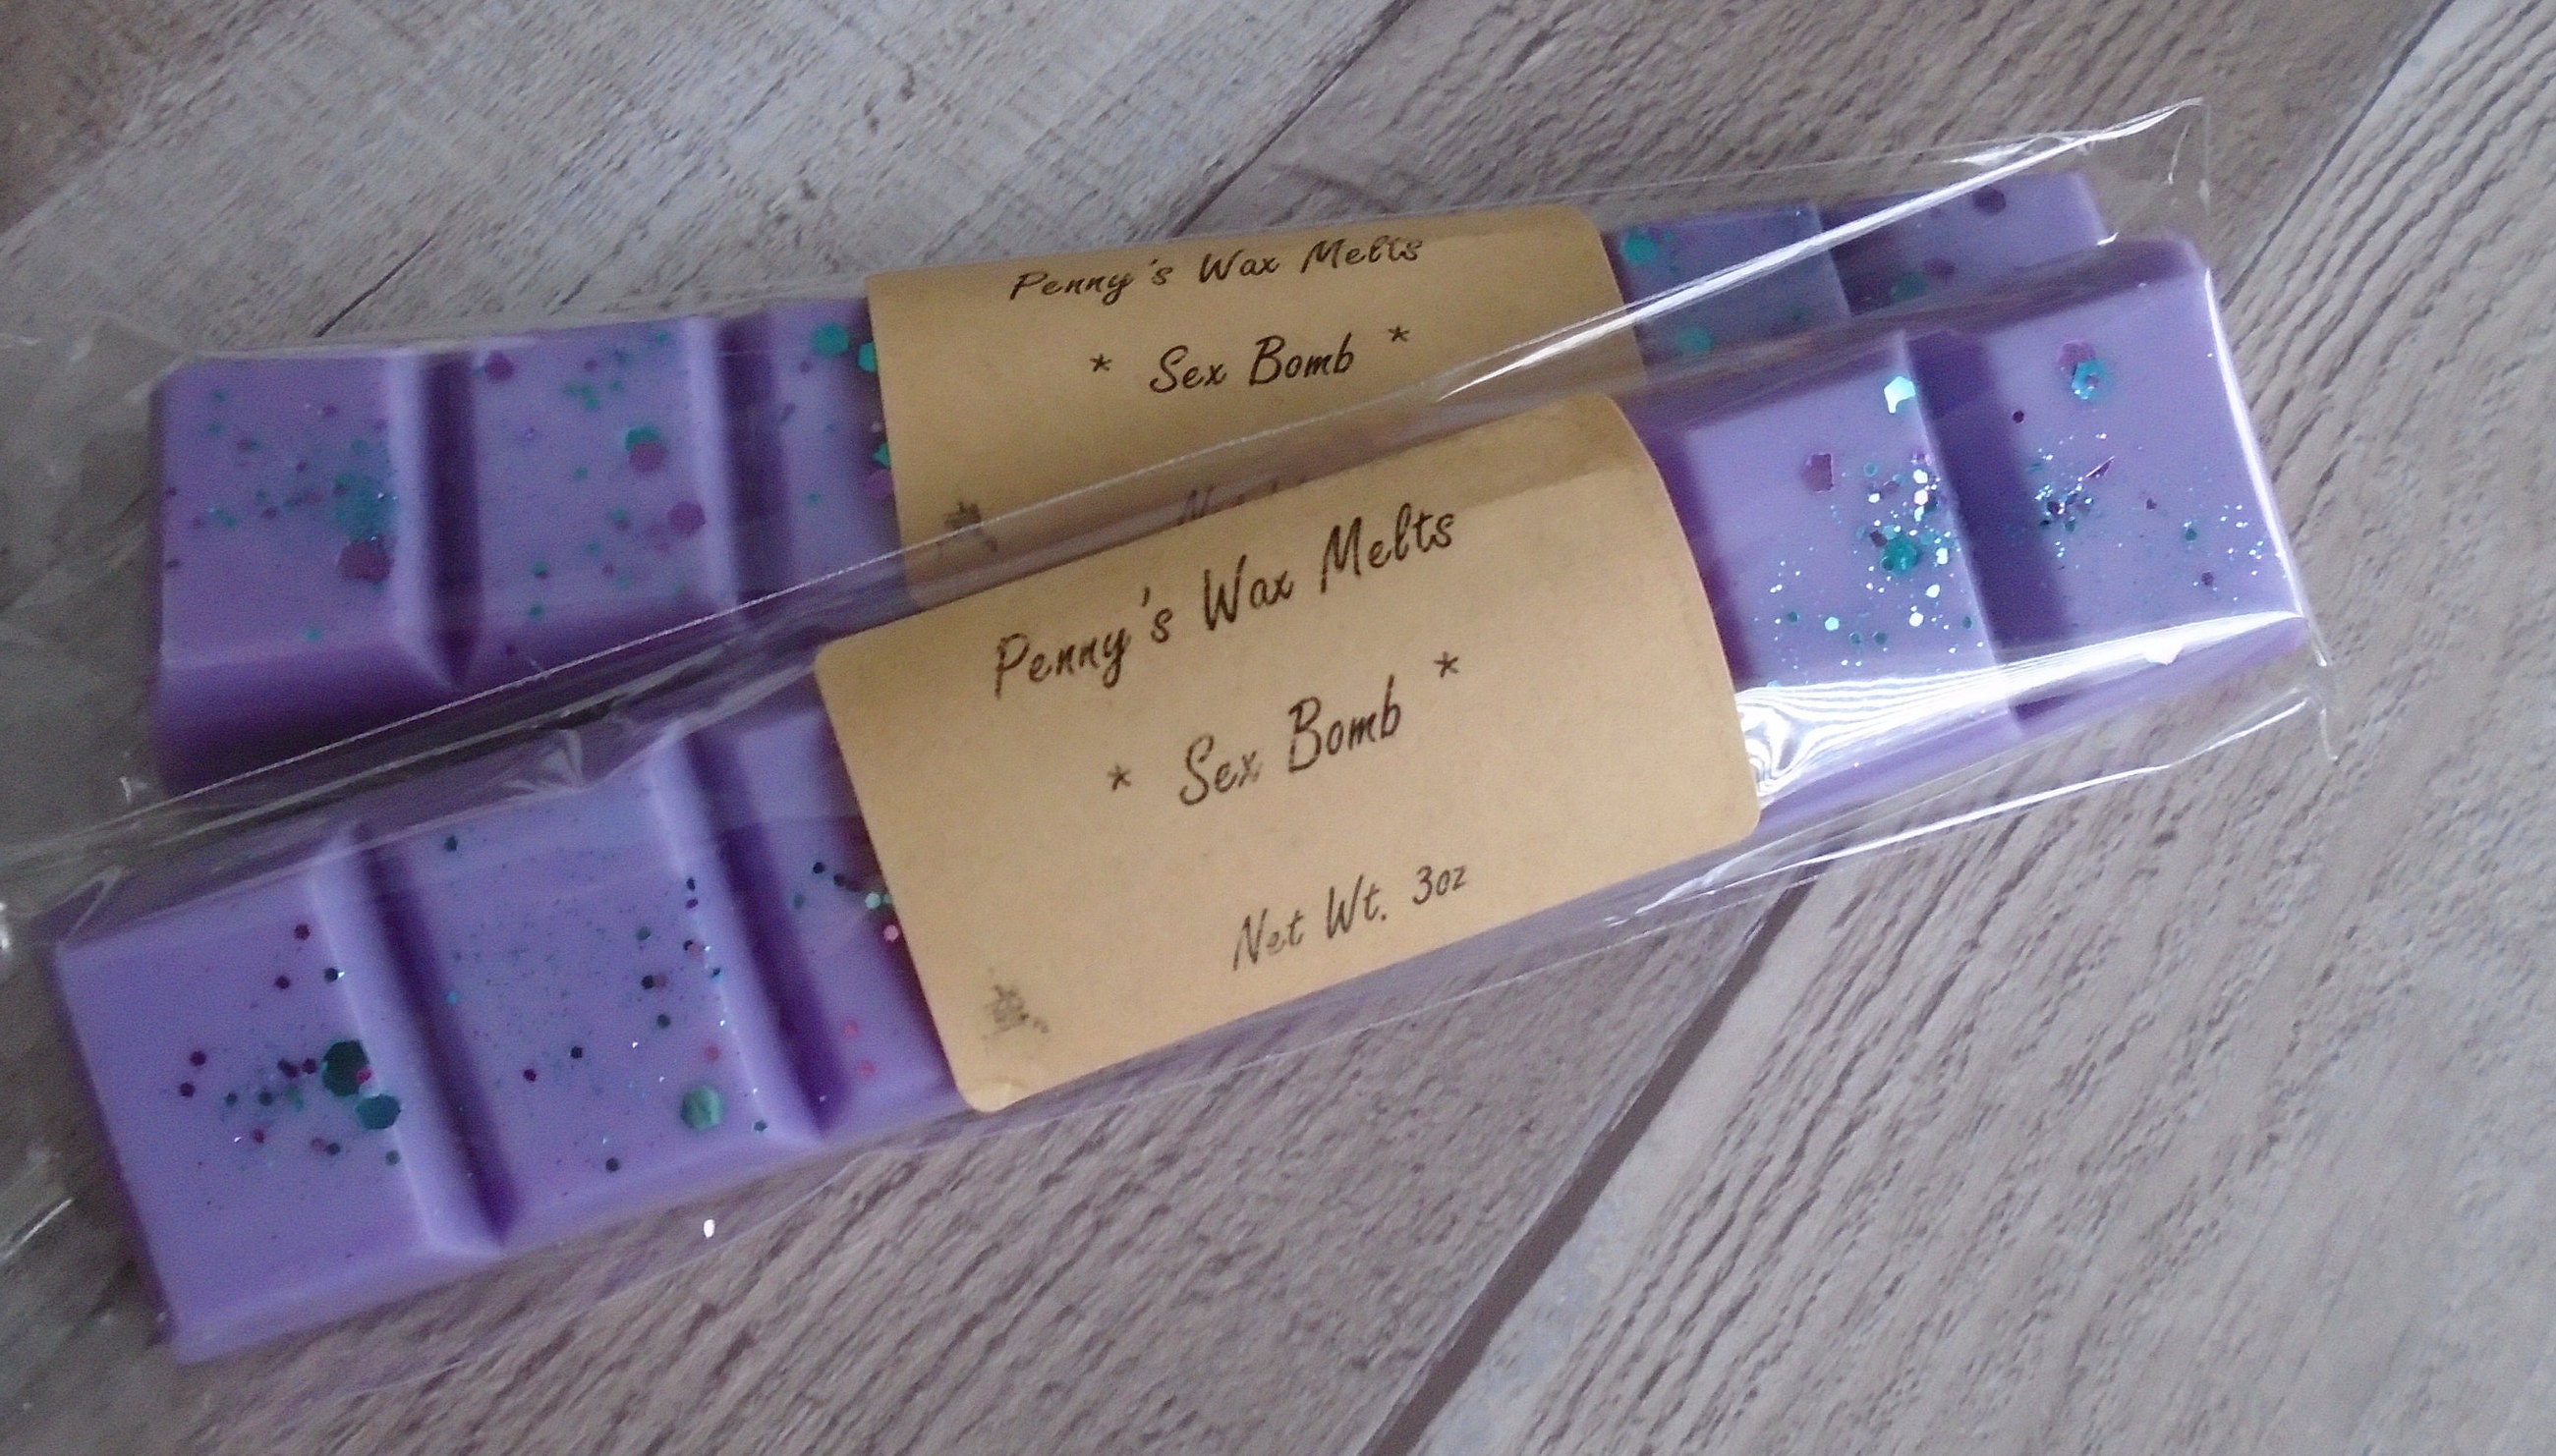 Penny's Wax Melts
* Sex Bomb *
Penny's Wax Melts
* Sex Bomb *
Net Wt. 3oz